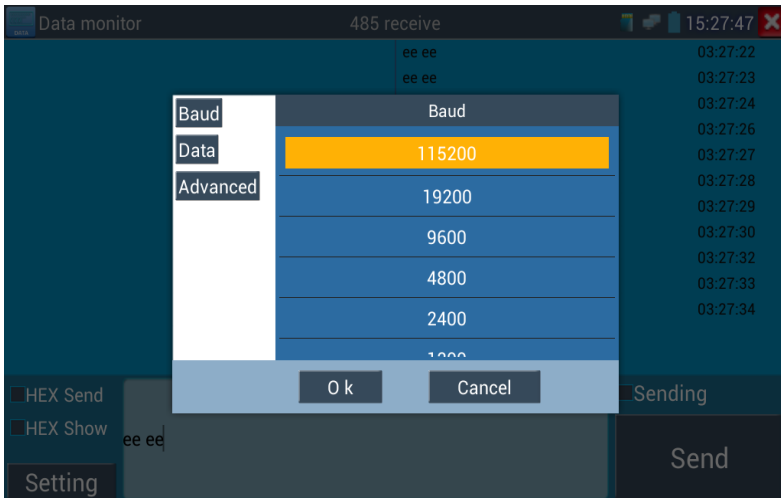 DATA
Data monitor
485 receive
15:27:47
ee ee
03:27:22
ee ee
03:27:23
03:27:24
03:27:26
03:27:27
03:27:28
03:27:29
03:27:30
03:27:32
03:27:33
03:27:34
Baud
Data
Advanced
Baud
115200
19200
9600
4800
2400
1200
O k
Cancel
HEX Send
HEX Show
Setting
ee ee
Sending
Send